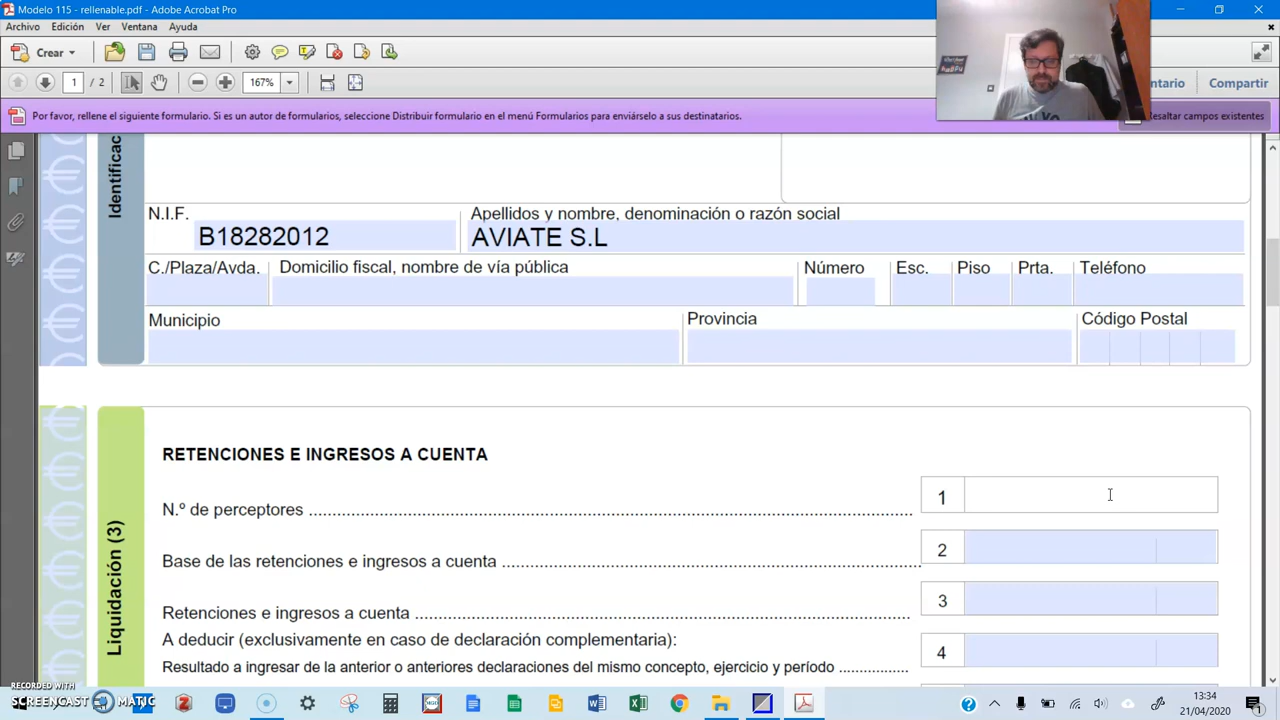 Modelo 115 - rellenable.pdf - Adobe Acrobat Pro
Archivo Edición Ver Ventana Ayuda
Crear
1 / 2 167% Compartir
Por favor, rellene el siguiente formulario. Si es un autor de formularios, seleccione Distribuir formulario en el menú Formularios para enviárselo a sus destinatarios.
existentes
Identificac
N.I.F. Apellidos y nombre, denominación o razón social
B18282012 AVIATE S.L
C./Plaza/Avda. Domicilio fiscal, nombre de vía pública Número Esc. Piso Prta. Teléfono
Municipio Provincia Código Postal
Liquidación (3)
RETENCIONES E INGRESOS A CUENTA
N.º de perceptores 1
Base de las retenciones e ingresos a cuenta 2
Retenciones e ingresos a cuenta 3
A deducir (exclusivamente en caso de declaración complementaria):
Resultado a ingresar de la anterior o anteriores declaraciones del mismo concepto, ejercicio y período 4
RECORDED WITH
SCREENCAST MATIC
13:34
21/04/2020